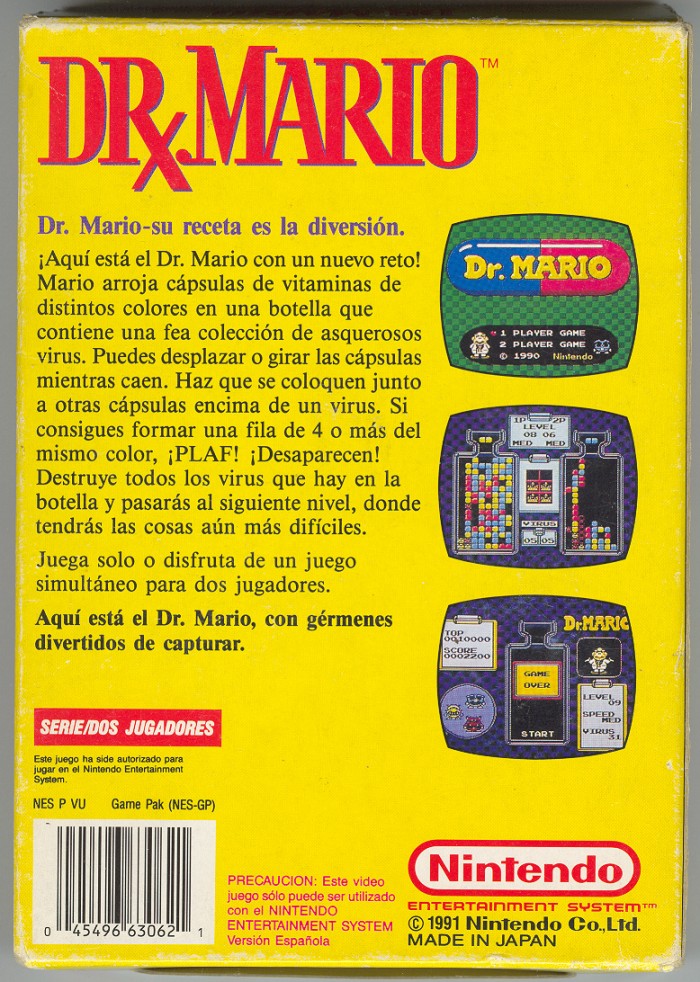 DRx.MARIO™
Dr. Mario-su receta es la diversión.
¡Aquí está el Dr. Mario con un nuevo reto!
Mario arroja cápsulas de vitaminas de
distintos colores en una botella que
contiene una fea colección de asquerosos
virus. Puedes desplazar o girar las cápsulas
mientras caen. Haz que se coloquen junto
a otras cápsulas encima de un virus. Si
consigues formar una fila de 4 o más del
mismo color, ¡PLAF! ¡Desaparecen!
Destruye todos los virus que hay en la
botella y pasarás al siguiente nivel, donde
tendrás las cosas aún más difíciles.
Juega solo o disfruta de un juego
simultáneo para dos jugadores.
Aquí está el Dr. Mario, con gérmenes
divertidos de capturar.
Dr. MARIO
1 PLAYER GAME
2 PLAYER GAME
© 1990 Nintendo
1P 2P
LEVEL
08 06
MED MED
VIRUS
05 05
Dr.MARIO
TOP
0010000
SCORE
0002200
GAME
OVER
START
LEVEL
09
SPEED
MED
VIRUS
31
SERIE/DOS JUGADORES
Este juego ha side autorizado para
jugar en el Nintendo Entertainment
System.
NES P VU Game Pak (NES-GP)
0 45496 63062 1
PRECAUCION: Este video
juego sólo puede ser utilizado
con el NINTENDO
ENTERTAINMENT SYSTEM
Versión Española
Nintendo
ENTERTAINMENT SYSTEM™
© 1991 Nintendo Co.,Ltd.
MADE IN JAPAN